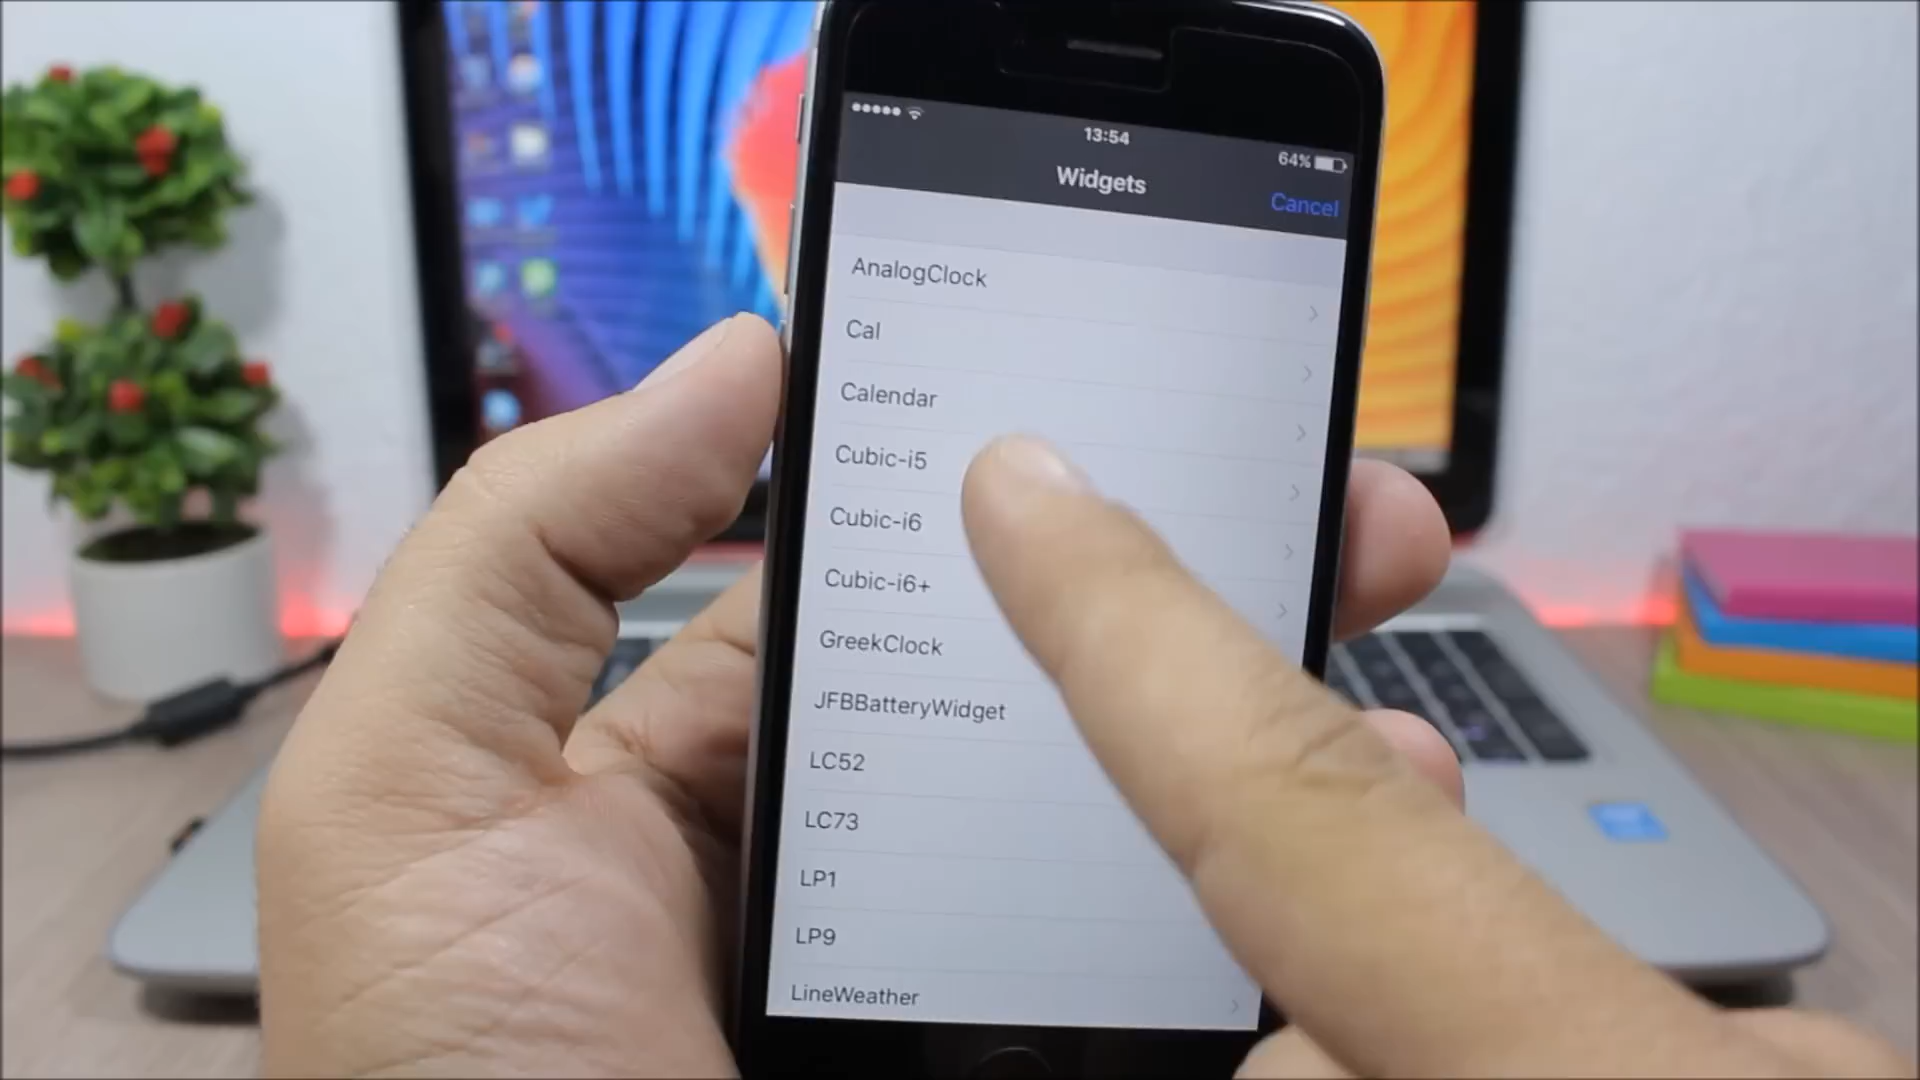 13:54
64%
Widgets
Cancel
AnalogClock
Cal
Calendar
Cubic-i5
Cubic-i6
Cubic-i6+
GreekClock
JFBBatteryWidget
LC52
LC73
LP1
LP9
LineWeather